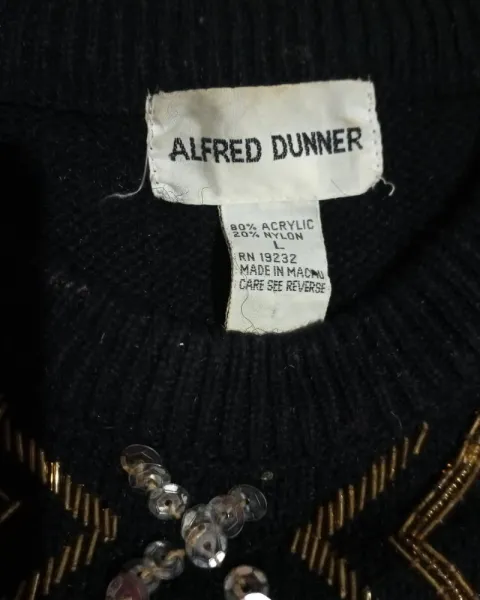 ALFRED DUNNER
80% ACRYLIC
20% NYLON
L
RN 19232
MADE IN MACAU
CARE SEE REVERSE